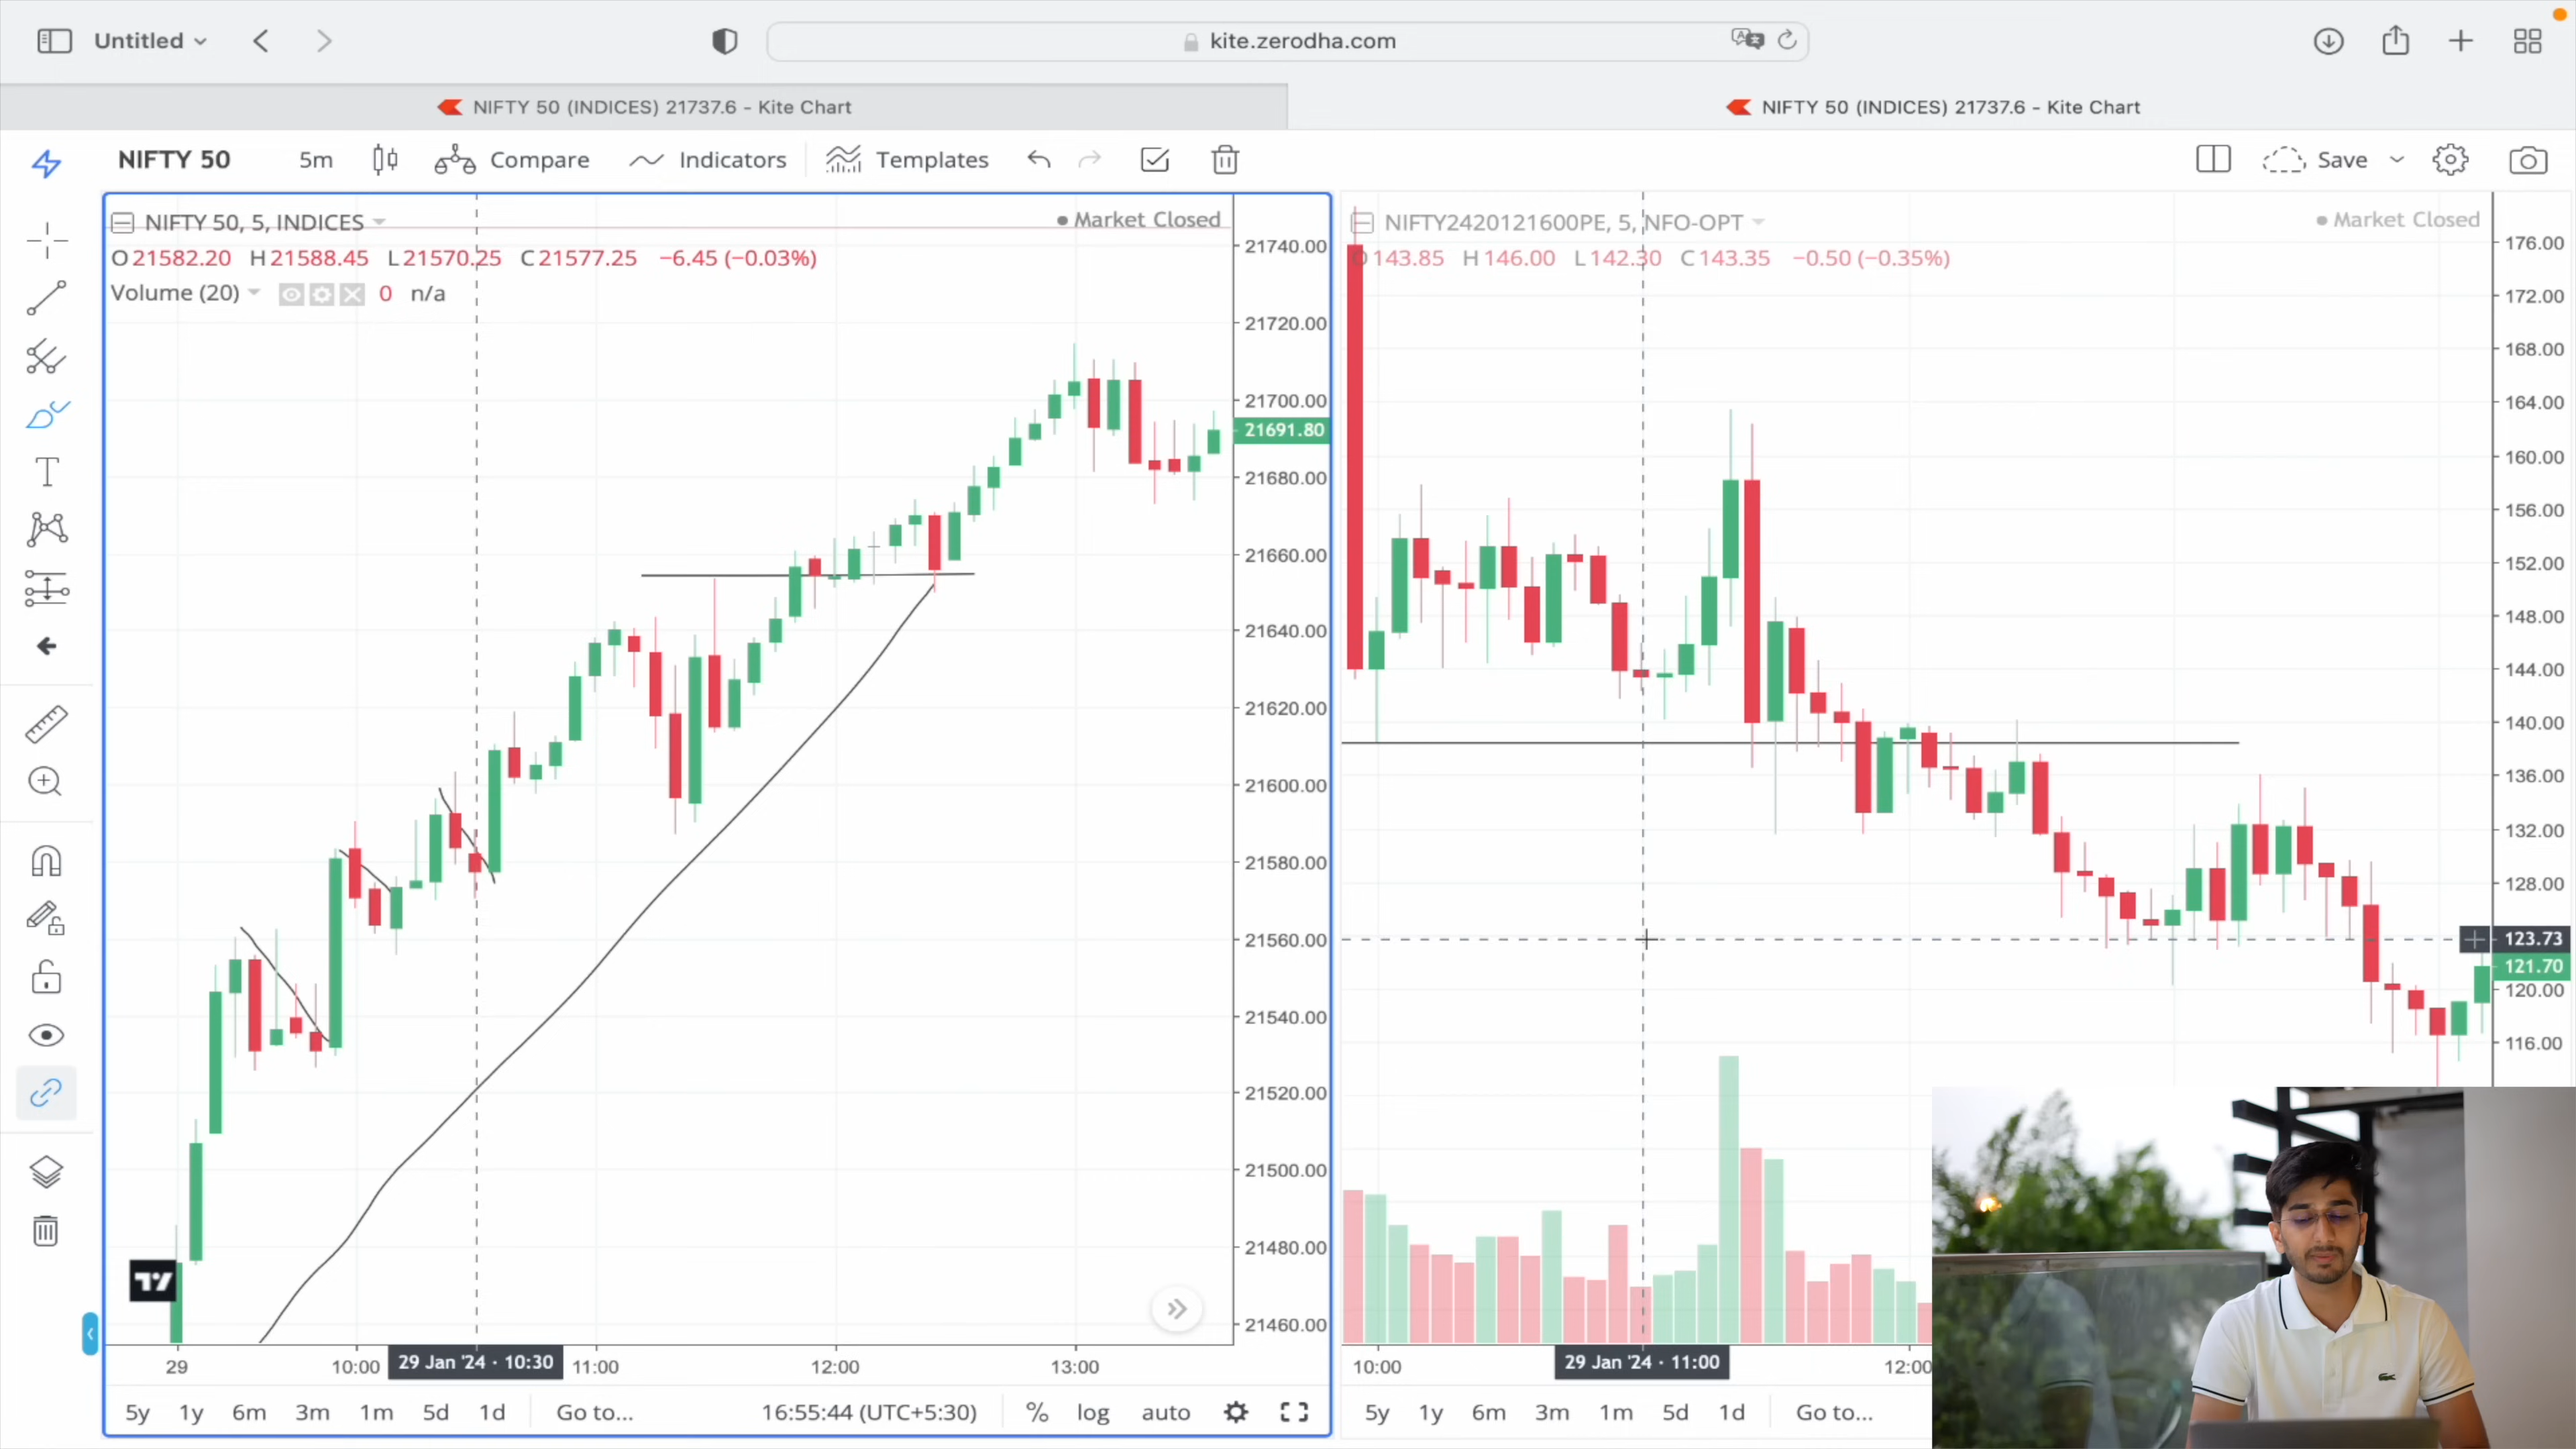 Untitled
kite.zerodha.com
NIFTY 50 (INDICES) 21737.6 - Kite Chart
NIFTY 50 (INDICES) 21737.6 - Kite Chart
NIFTY 50 5m Compare Indicators Templates Save
NIFTY 50, 5, INDICES
Market Closed
O21582.20 H21588.45 L21570.25 C21577.25 −6.45 (−0.03%)
Volume (20) 0 n/a
21740.00
21720.00
21700.00
21691.80
21680.00
21660.00
21640.00
21620.00
21600.00
21580.00
21560.00
21540.00
21520.00
21500.00
21480.00
21460.00
29 10:00 29 Jan '24 · 10:30 11:00 12:00 13:00
5y 1y 6m 3m 1m 5d 1d Go to... 16:55:44 (UTC+5:30) % log auto
NIFTY2420121600PE, 5, NFO-OPT
Market Closed
O143.85 H146.00 L142.30 C143.35 −0.50 (−0.35%)
176.00
172.00
168.00
164.00
160.00
156.00
152.00
148.00
144.00
140.00
136.00
132.00
128.00
123.73
121.70
120.00
116.00
10:00 29 Jan '24 · 11:00 12:00
5y 1y 6m 3m 1m 5d 1d Go to...